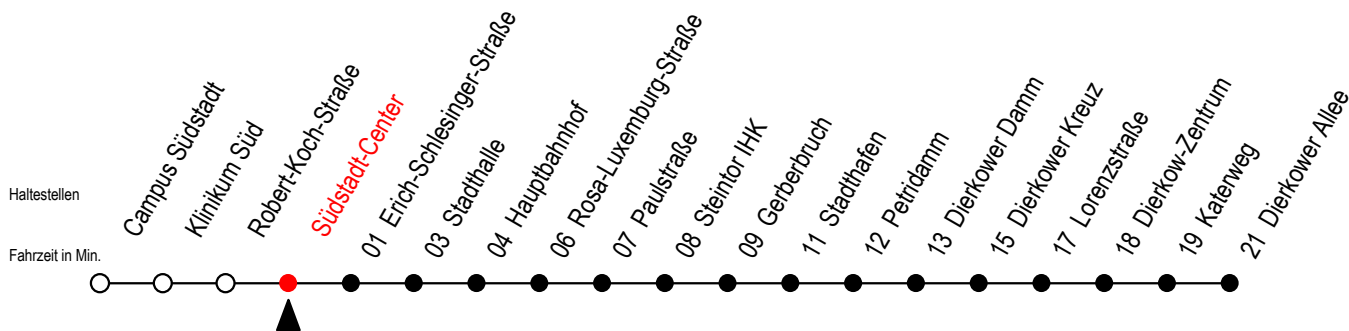 Haltestellen
Fahrzeit in Min.
Campus Südstadt
Klinikum Süd
Robert-Koch-Straße
Südstadt-Center
01 Erich-Schlesinger-Straße
03 Stadthalle
04 Hauptbahnhof
06 Rosa-Luxemburg-Straße
07 Paulstraße
08 Steintor IHK
09 Gerberbruch
11 Stadthafen
12 Petridamm
13 Dierkower Damm
15 Dierkower Kreuz
17 Lorenzstraße
18 Dierkow-Zentrum
19 Katerweg
21 Dierkower Allee